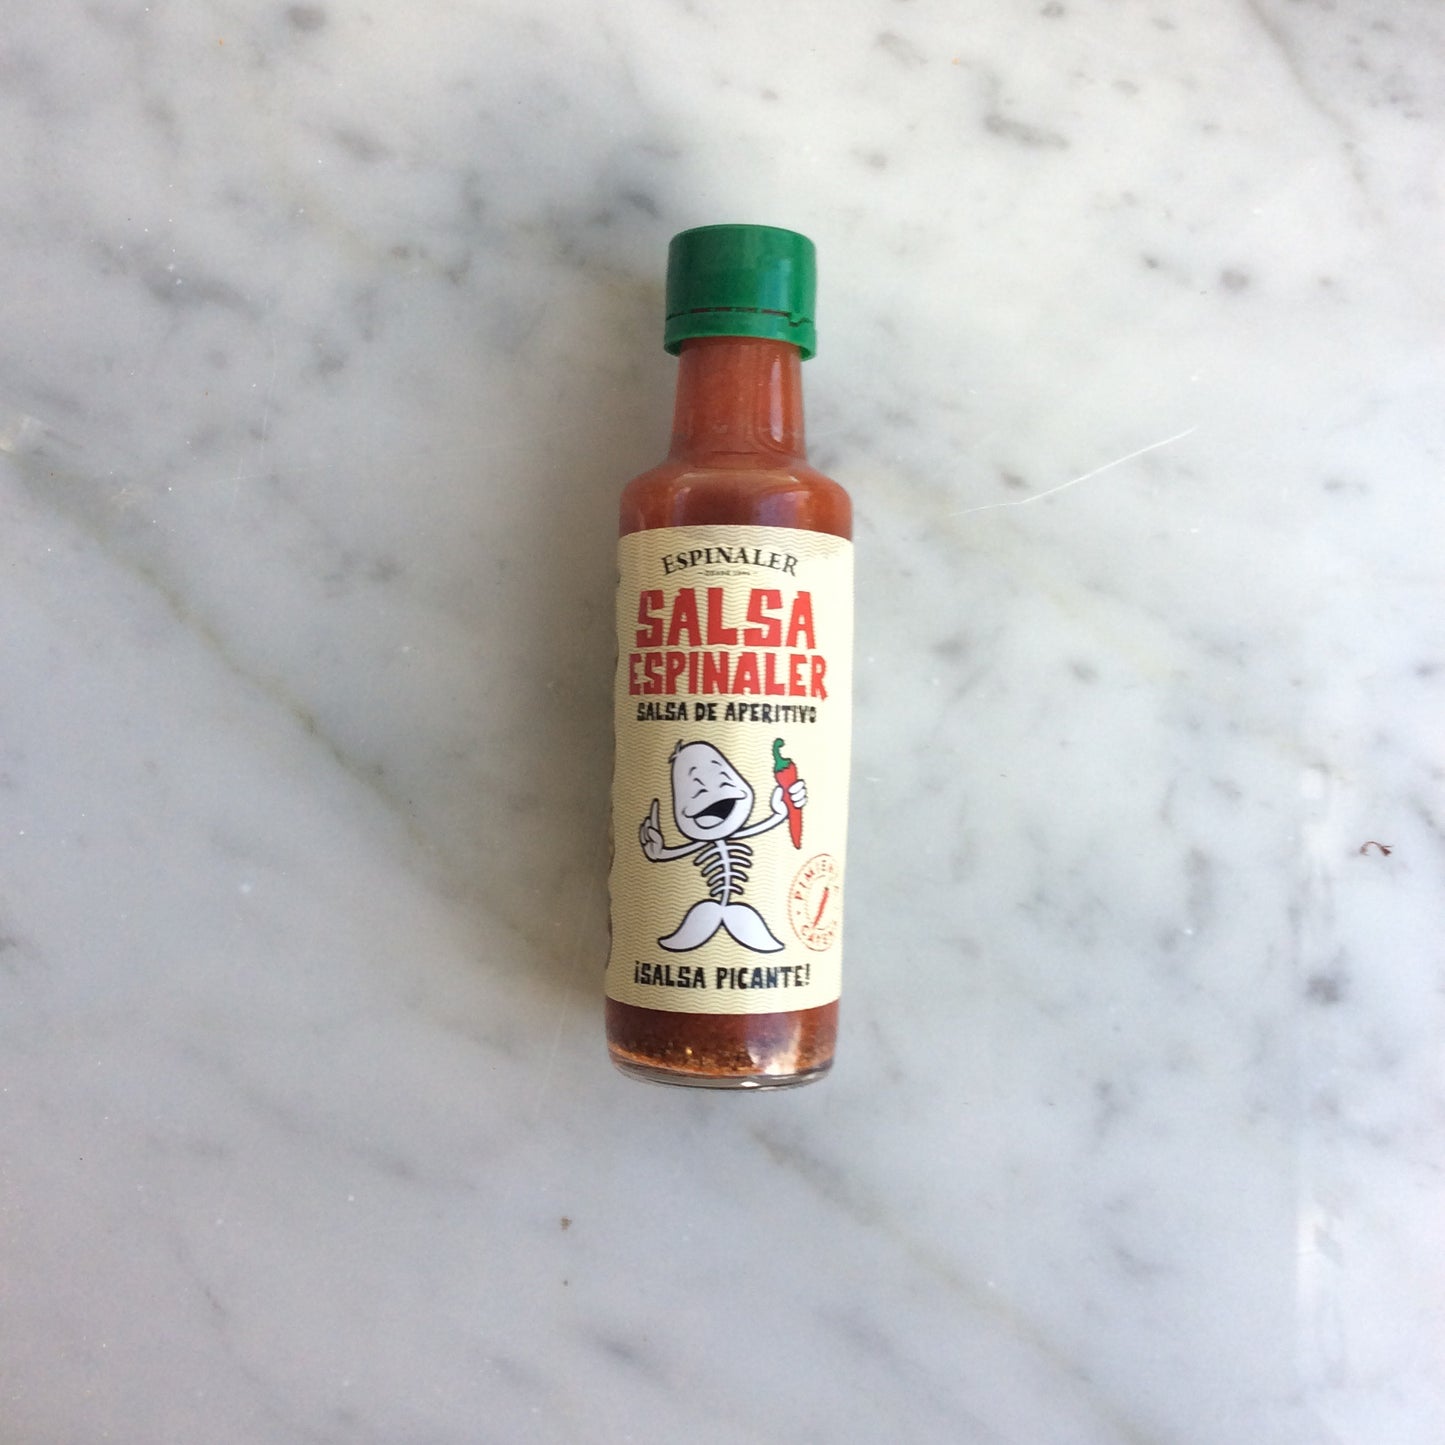 ESPINALER
SALSA
ESPINALER
SALSA DE APERITIVO
¡SALSA PICANTE!